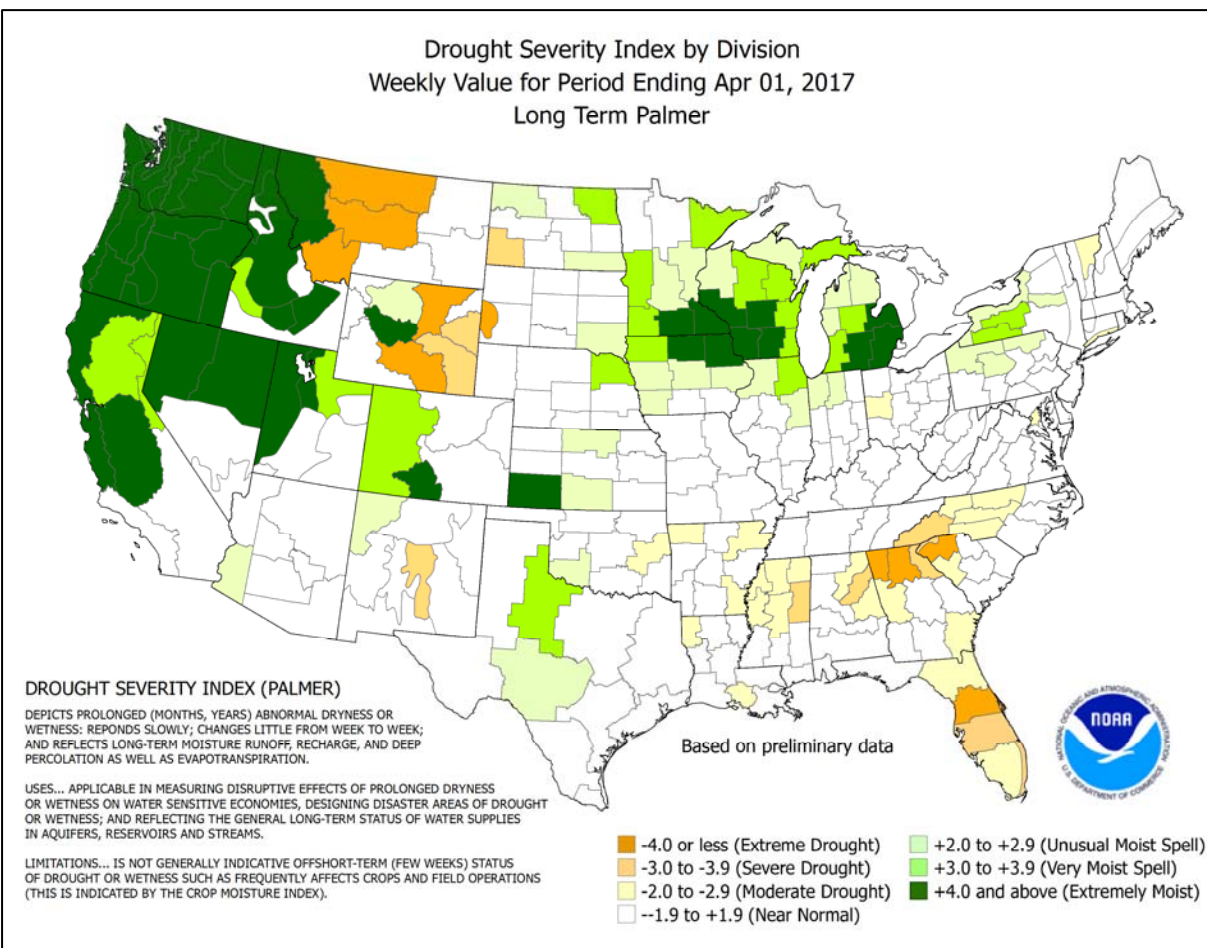 Drought Severity Index by Division
Weekly Value for Period Ending Apr 01, 2017
Long Term Palmer
DROUGHT SEVERITY INDEX (PALMER)
DEPICTS PROLONGED (MONTHS, YEARS) ABNORMAL DRYNESS OR
WETNESS: REPONDS SLOWLY; CHANGES LITTLE FROM WEEK TO WEEK;
AND REFLECTS LONG-TERM MOISTURE RUNOFF, RECHARGE, AND DEEP
PERCOLATION AS WELL AS EVAPOTRANSPIRATION.
USES... APPLICABLE IN MEASURING DISRUPTIVE EFFECTS OF PROLONGED DRYNESS
OR WETNESS ON WATER SENSITIVE ECONOMIES, DESIGNING DISASTER AREAS OF DROUGHT
OR WETNESS; AND REFLECTING THE GENERAL LONG-TERM STATUS OF WATER SUPPLIES
IN AQUIFERS, RESERVOIRS AND STREAMS.
LIMITATIONS... IS NOT GENERALLY INDICATIVE OFFSHORT-TERM (FEW WEEKS) STATUS
OF DROUGHT OR WETNESS SUCH AS FREQUENTLY AFFECTS CROPS AND FIELD OPERATIONS
(THIS IS INDICATED BY THE CROP MOISTURE INDEX).
Based on preliminary data
NATIONAL OCEANIC AND ATMOSPHERIC ADMINISTRATION
NOAA
U.S. DEPARTMENT OF COMMERCE
-4.0 or less (Extreme Drought)
-3.0 to -3.9 (Severe Drought)
-2.0 to -2.9 (Moderate Drought)
--1.9 to +1.9 (Near Normal)
+2.0 to +2.9 (Unusual Moist Spell)
+3.0 to +3.9 (Very Moist Spell)
+4.0 and above (Extremely Moist)